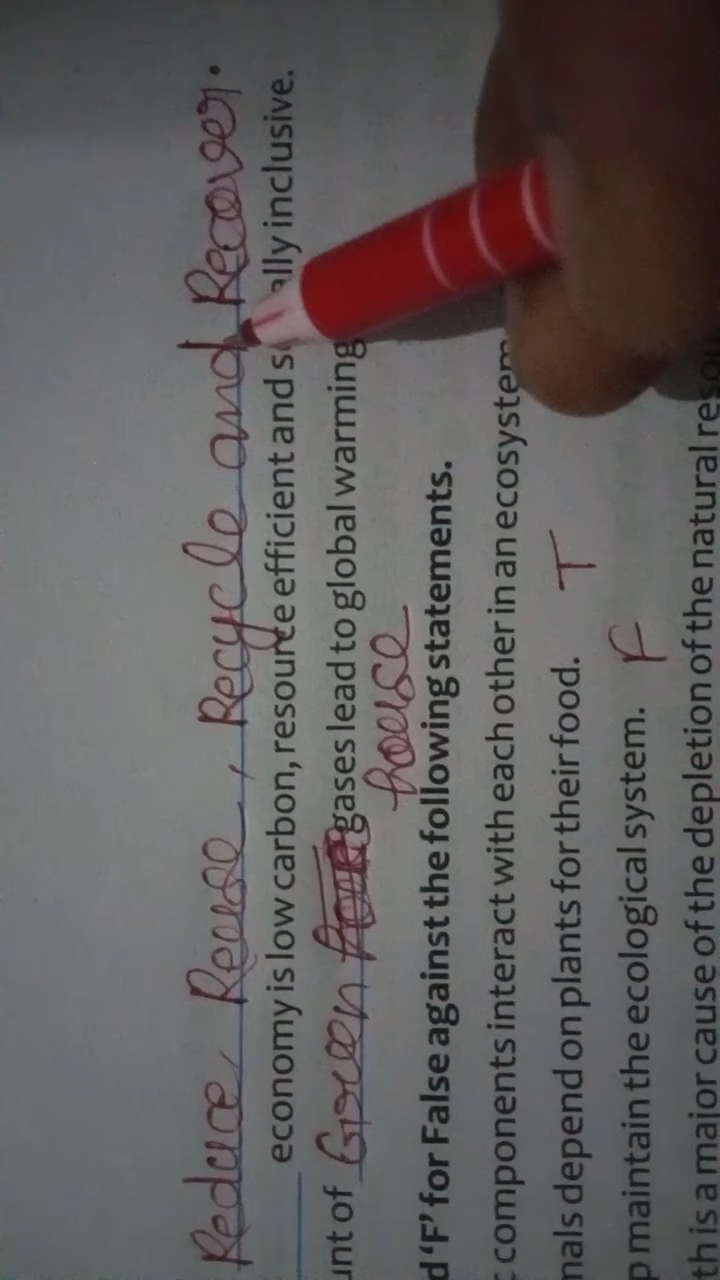 Reduce, Reuse, Recycle and Recover.
economy is low carbon, resource efficient and s ally inclusive.
unt of Green gases lead to global warming
house
d 'F' for False against the following statements.
components interact with each other in an ecosystem
nals depend on plants for their food. T
p maintain the ecological system. F
th is a major cause of the depletion of the natural resou